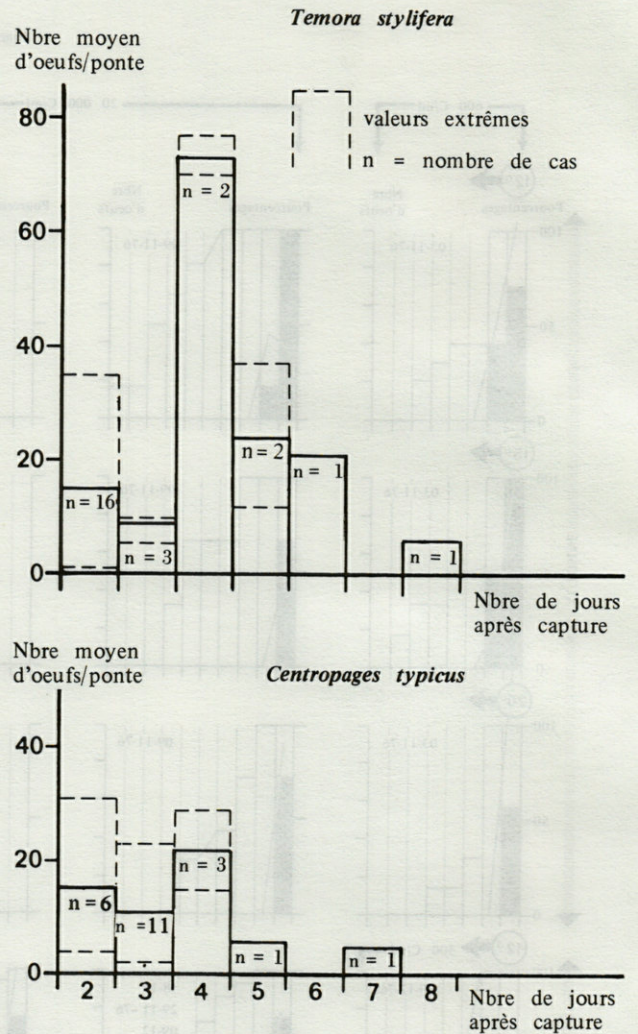 Temora stylifera
Nbre moyen
d'oeufs/ponte
80
60
40
20
0
valeurs extrêmes
n = nombre de cas
n = 2
n = 2
n = 1
n = 16
n = 3
n = 1
Nbre de jours
après capture
Nbre moyen
d'oeufs/ponte
Centropages typicus
40
20
0
n = 6
n = 11
n = 3
n = 1
n = 1
2 3 4 5 6 7 8
Nbre de jours
après capture